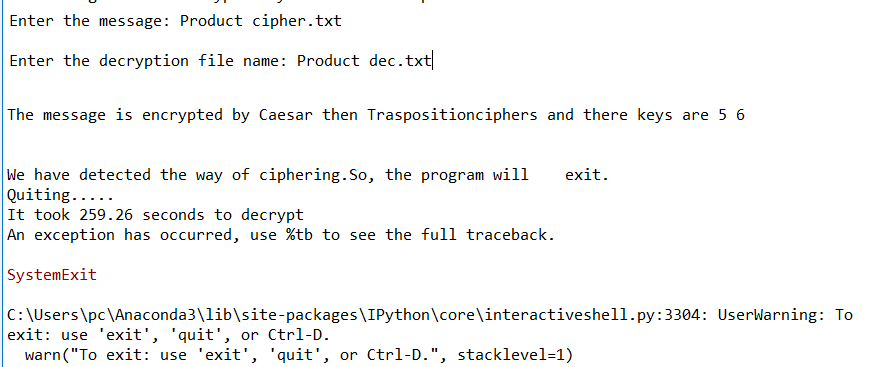 Enter the message: Product cipher.txt
Enter the decryption file name: Product dec.txt
The message is encrypted by Caesar then Traspositionciphers and there keys are 5 6
We have detected the way of ciphering.So, the program will    exit.
Quiting.....
It took 259.26 seconds to decrypt
An exception has occurred, use %tb to see the full traceback.
SystemExit
C:\Users\pc\Anaconda3\lib\site-packages\IPython\core\interactiveshell.py:3304: UserWarning: To
exit: use 'exit', 'quit', or Ctrl-D.
  warn("To exit: use 'exit', 'quit', or Ctrl-D.", stacklevel=1)